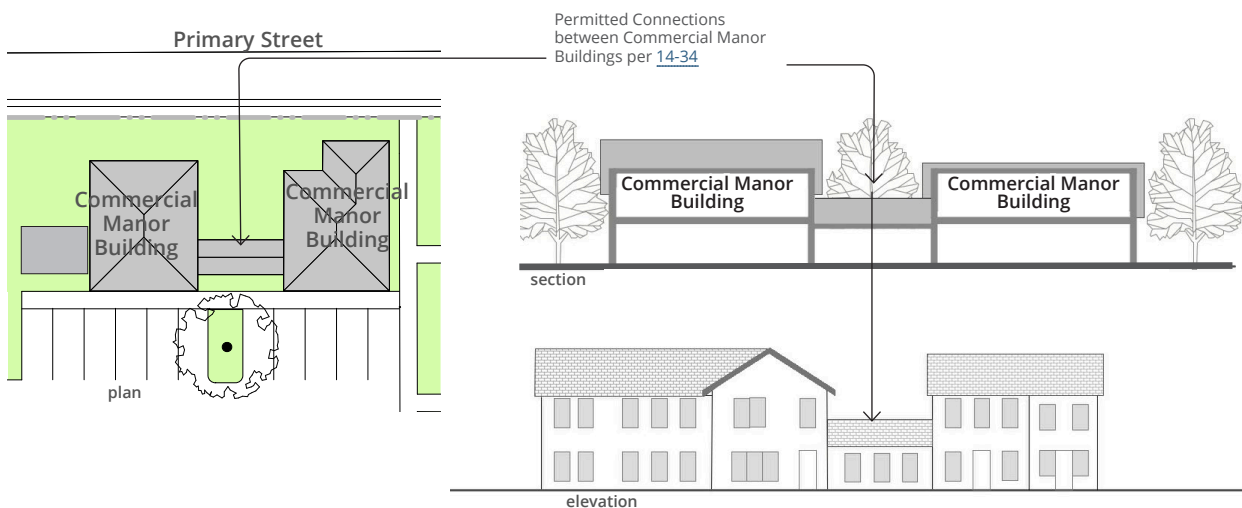 Primary Street
Permitted Connections
between Commercial Manor
Buildings per 14-34
Commercial
Manor
Building
Commercial
Manor
Building
plan
Commercial Manor
Building
Commercial Manor
Building
section
elevation